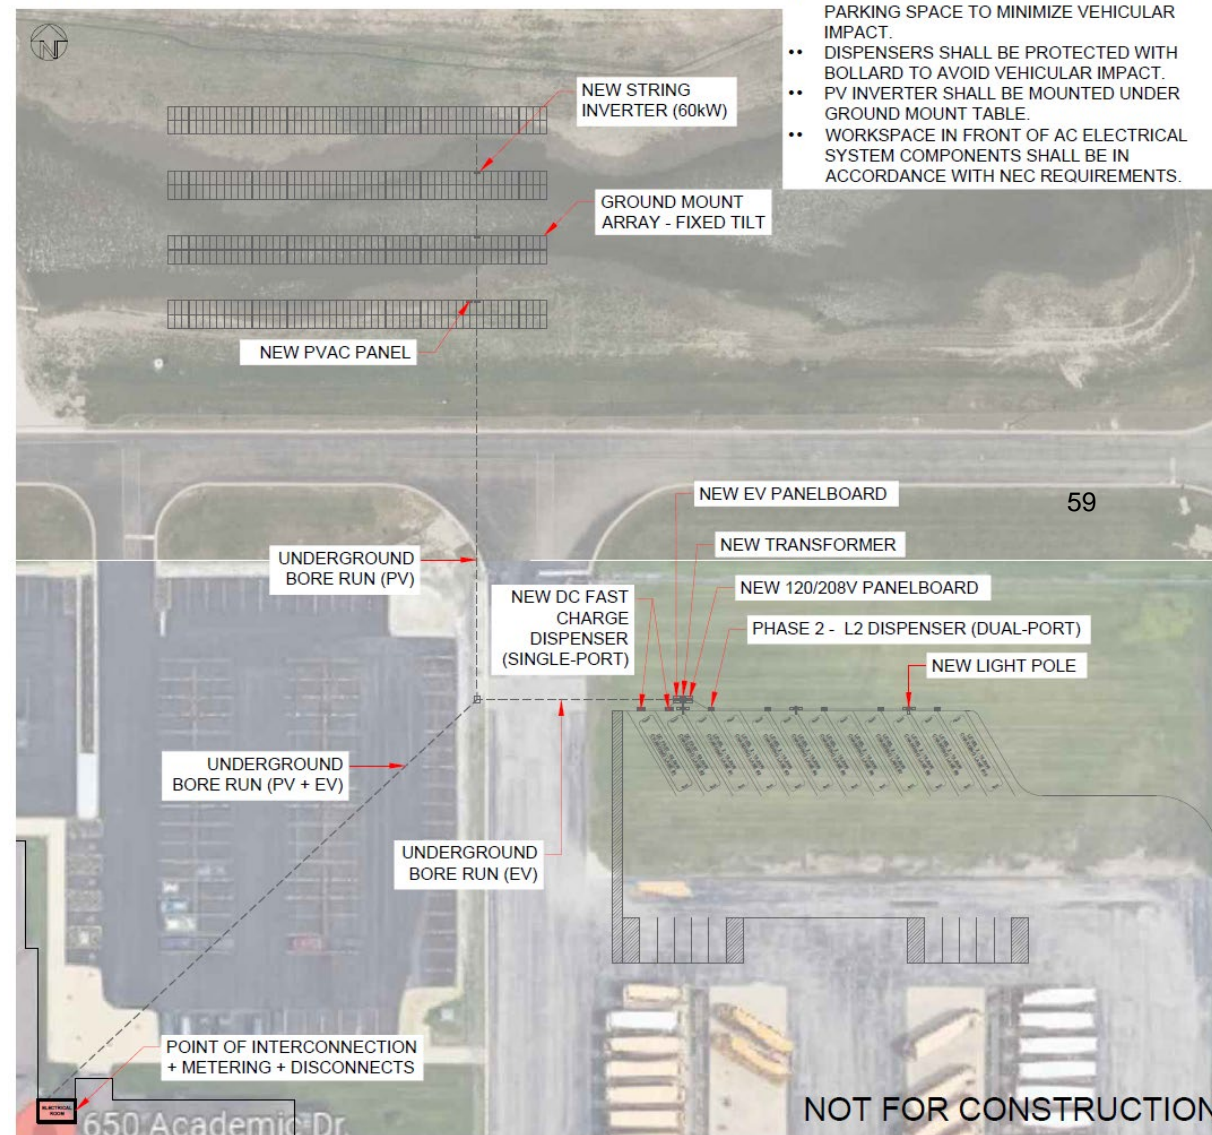 PARKING SPACE TO MINIMIZE VEHICULAR
IMPACT.
•• DISPENSERS SHALL BE PROTECTED WITH
BOLLARD TO AVOID VEHICULAR IMPACT.
•• PV INVERTER SHALL BE MOUNTED UNDER
GROUND MOUNT TABLE.
•• WORKSPACE IN FRONT OF AC ELECTRICAL
SYSTEM COMPONENTS SHALL BE IN
ACCORDANCE WITH NEC REQUIREMENTS.
N
NEW STRING
INVERTER (60kW)
GROUND MOUNT
ARRAY - FIXED TILT
NEW PVAC PANEL
NEW EV PANELBOARD
59
NEW TRANSFORMER
UNDERGROUND
BORE RUN (PV)
NEW 120/208V PANELBOARD
NEW DC FAST
CHARGE
DISPENSER
(SINGLE-PORT)
PHASE 2 - L2 DISPENSER (DUAL-PORT)
NEW LIGHT POLE
UNDERGROUND
BORE RUN (PV + EV)
UNDERGROUND
BORE RUN (EV)
POINT OF INTERCONNECTION
+ METERING + DISCONNECTS
ELECTRICAL
ROOM
650 Academic Dr.
NOT FOR CONSTRUCTION